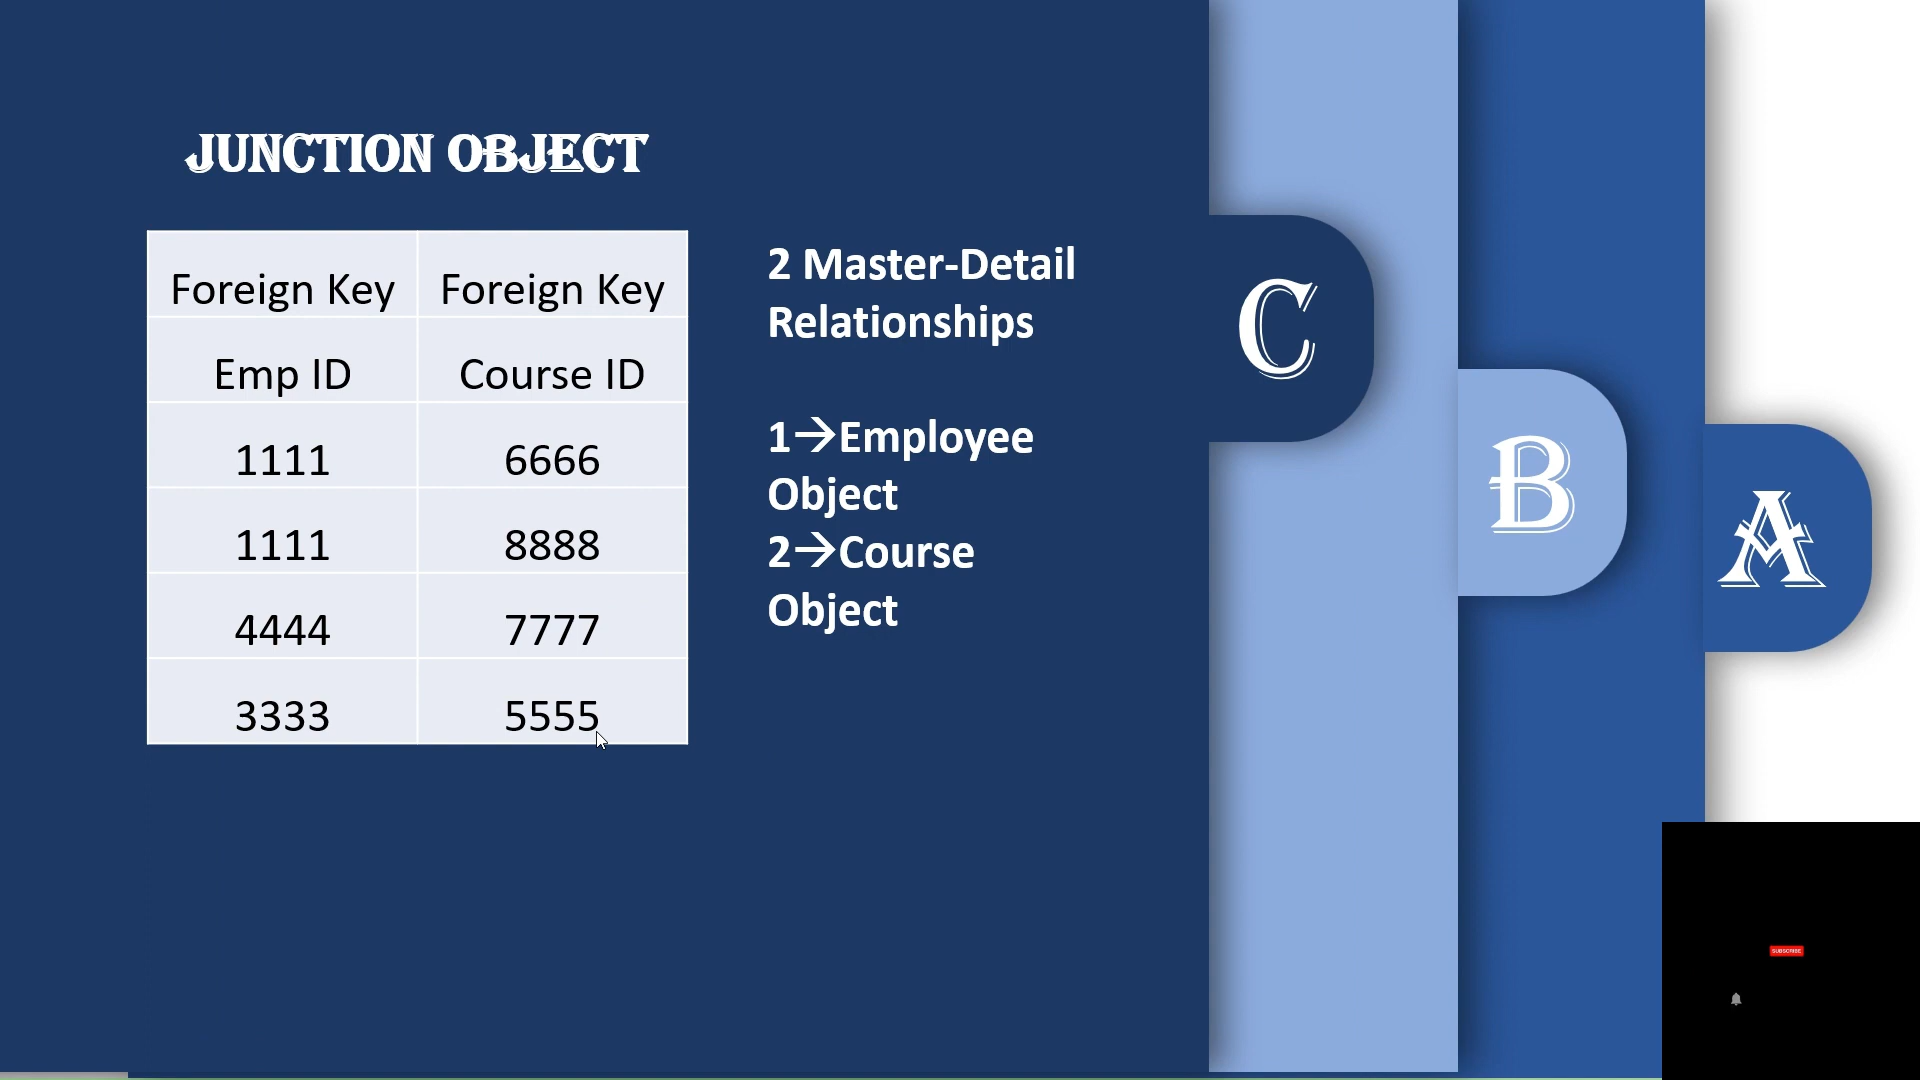 JUNCTION OBJECT
Foreign Key Foreign Key
Emp ID Course ID
1111 6666
1111 8888
4444 7777
3333 5555
2 Master-Detail
Relationships
1→Employee
Object
2→Course
Object
C
B
A
SUBSCRIBE